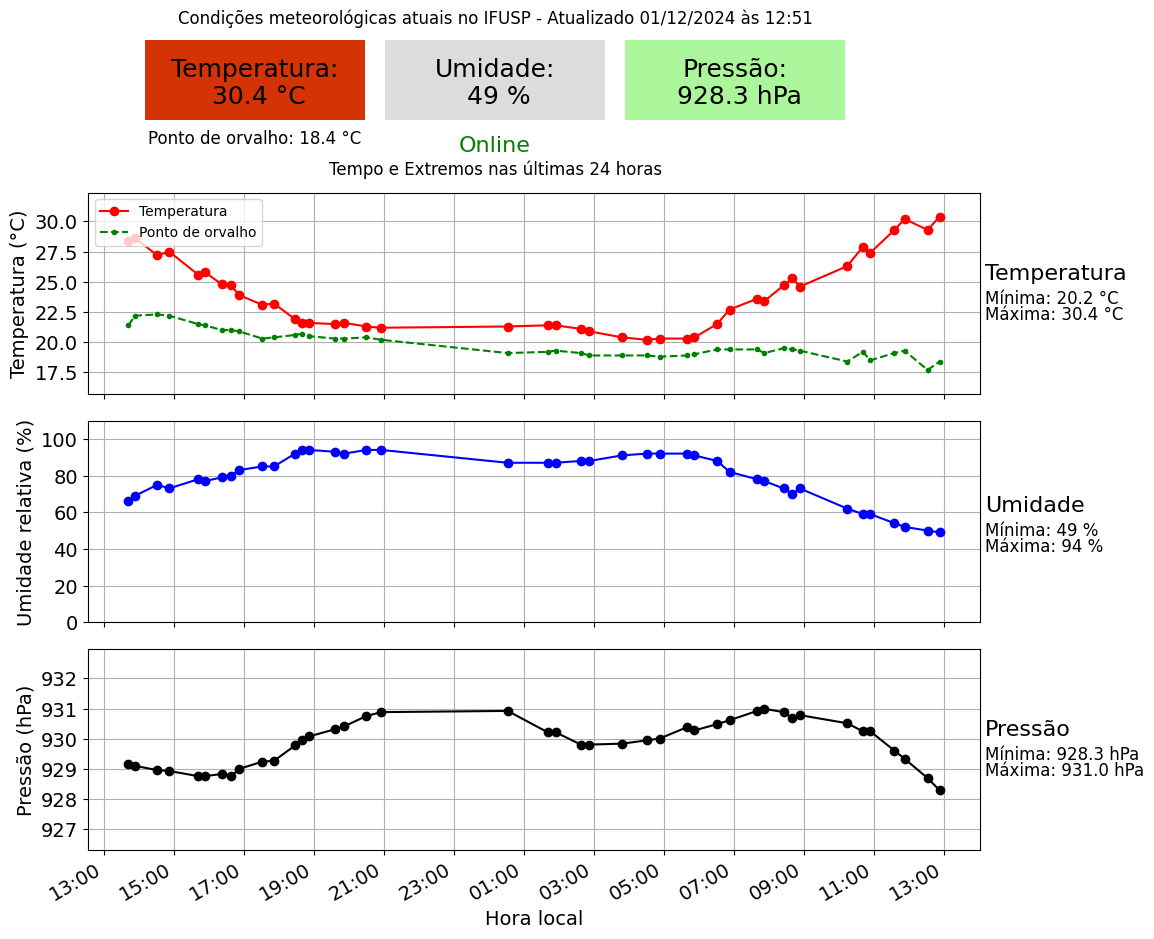 Condições meteorológicas atuais no IFUSP - Atualizado 01/12/2024 às 12:51
Temperatura:
30.4 °C
Umidade:
49 %
Pressão:
928.3 hPa
Ponto de orvalho: 18.4 °C
Online
Tempo e Extremos nas últimas 24 horas
Temperatura (°C)
30.0
27.5
25.0
22.5
20.0
17.5
Temperatura
Ponto de orvalho
Temperatura
Mínima: 20.2 °C
Máxima: 30.4 °C
Umidade relativa (%)
100
80
60
40
20
0
Umidade
Mínima: 49 %
Máxima: 94 %
Pressão (hPa)
932
931
930
929
928
927
Pressão
Mínima: 928.3 hPa
Máxima: 931.0 hPa
13:00 15:00 17:00 19:00 21:00 23:00 01:00 03:00 05:00 07:00 09:00 11:00 13:00
Hora local